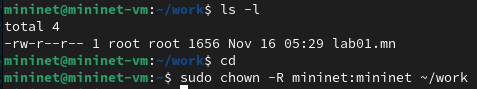 mininet@mininet-vm:~/work$ ls -l
total 4
-rw-r--r-- 1 root root 1656 Nov 16 05:29 lab01.mn
mininet@mininet-vm:~/work$ cd
mininet@mininet-vm:~$ sudo chown -R mininet:mininet ~/work